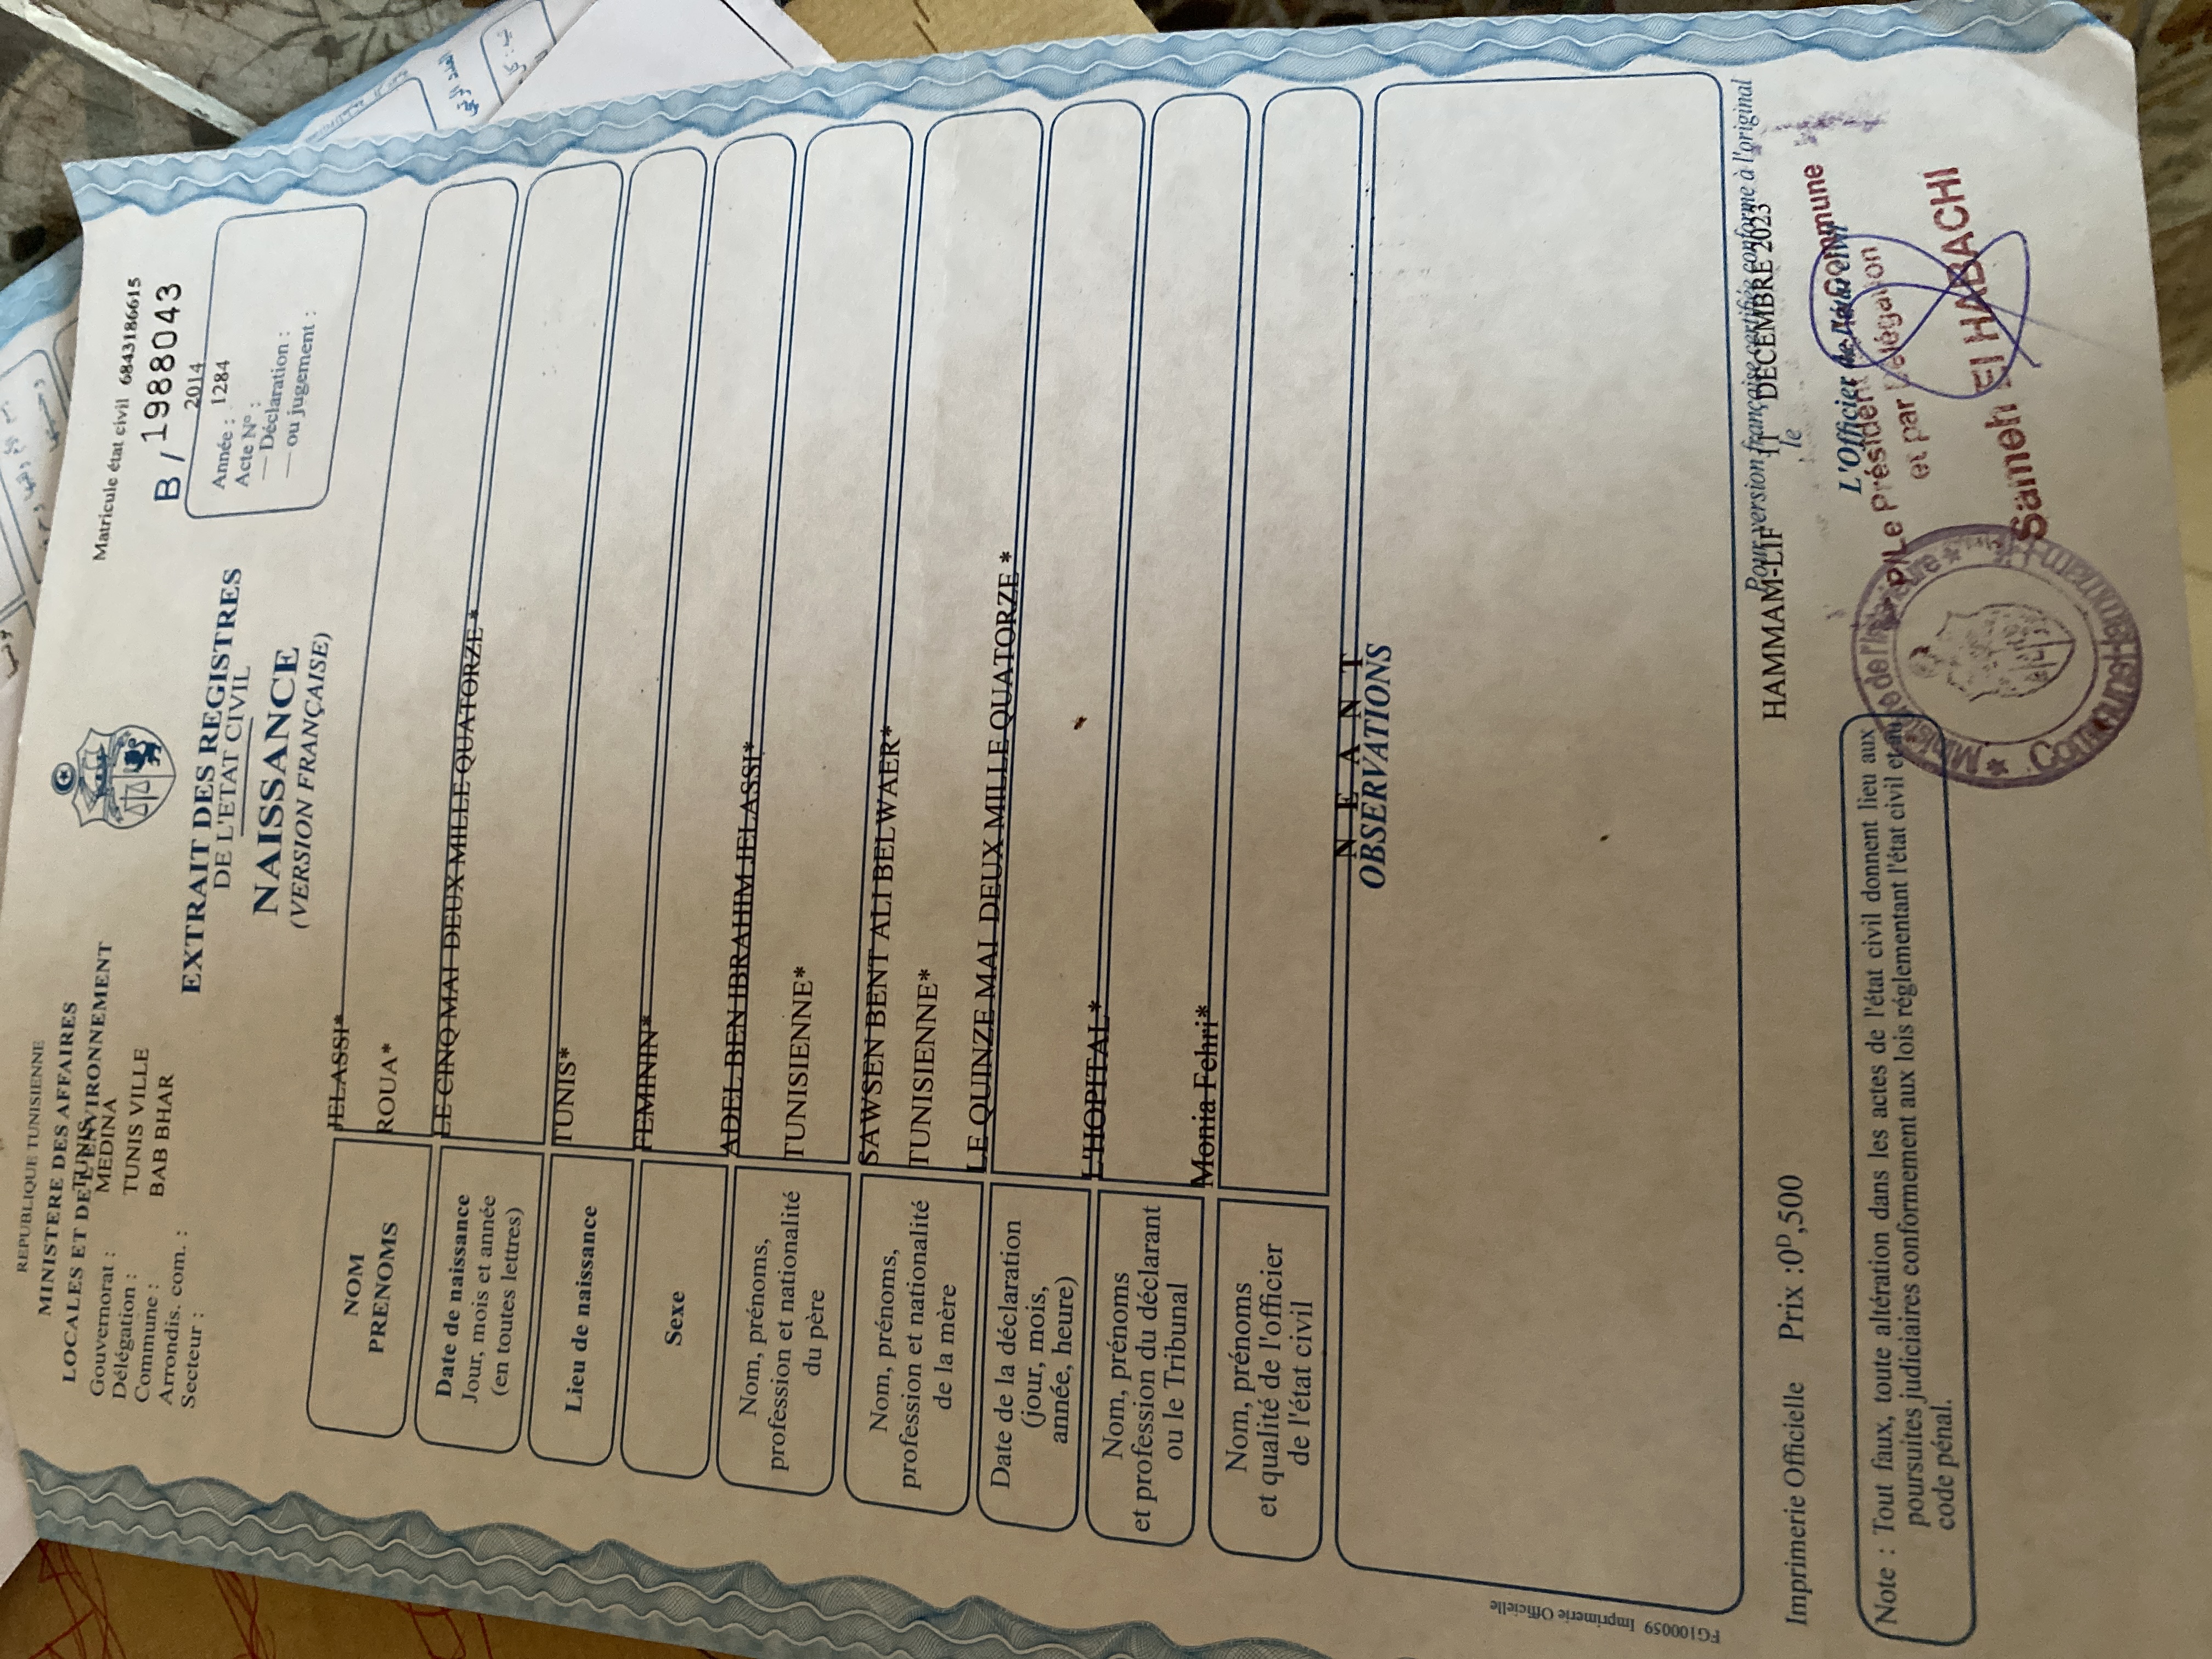 REPUBLIQUE TUNISIENNE
MINISTERE DES AFFAIRES
LOCALES ET DE L'ENVIRONNEMENT
Gouvernorat : TUNIS
Délégation : MEDINA
Commune : TUNIS VILLE
Arrondis. com. : BAB BHAR
Secteur :
Matricule état civil 6843186615
B / 1988043
2014
Année : 1284
Acte N° :
— Déclaration :
— ou jugement :
EXTRAIT DES REGISTRES
DE L'ETAT CIVIL
NAISSANCE
(VERSION FRANÇAISE)
NOM
PRENOMS
JELASSI*
ROUA*
Date de naissance
Jour, mois et année
(en toutes lettres)
LE CINQ MAI DEUX MILLE QUATORZE *
Lieu de naissance
TUNIS*
Sexe
FEMININ*
Nom, prénoms,
profession et nationalité
du père
ADEL BEN IBRAHIM JELASSI*
TUNISIENNE*
Nom, prénoms,
profession et nationalité
de la mère
SAWSEN BENT ALI BELWAER*
TUNISIENNE*
Date de la déclaration
(jour, mois,
année, heure)
LE QUINZE MAI DEUX MILLE QUATORZE *
Nom, prénoms
et profession du déclarant
ou le Tribunal
L'HOPITAL*
Nom, prénoms
et qualité de l'officier
de l'état civil
Monia Fehri*
N E A N T
OBSERVATIONS
FG100059 Imprimerie Officielle
Imprimerie Officielle Prix :0ᴰ,500
Pour version française certifiée conforme à l'original
HAMMAM-LIF le 11 DECEMBRE 2023
L'Officier de l'état civil
P/Le Président de la Commune
et par Délégation
Sameh El HABACHI
Ministère de l'intérieure
Commune Hammam-Lif
Note : Tout faux, toute altération dans les actes de l'état civil donnent lieu aux
poursuites judiciaires conformement aux lois réglementant l'état civil et au
code pénal.